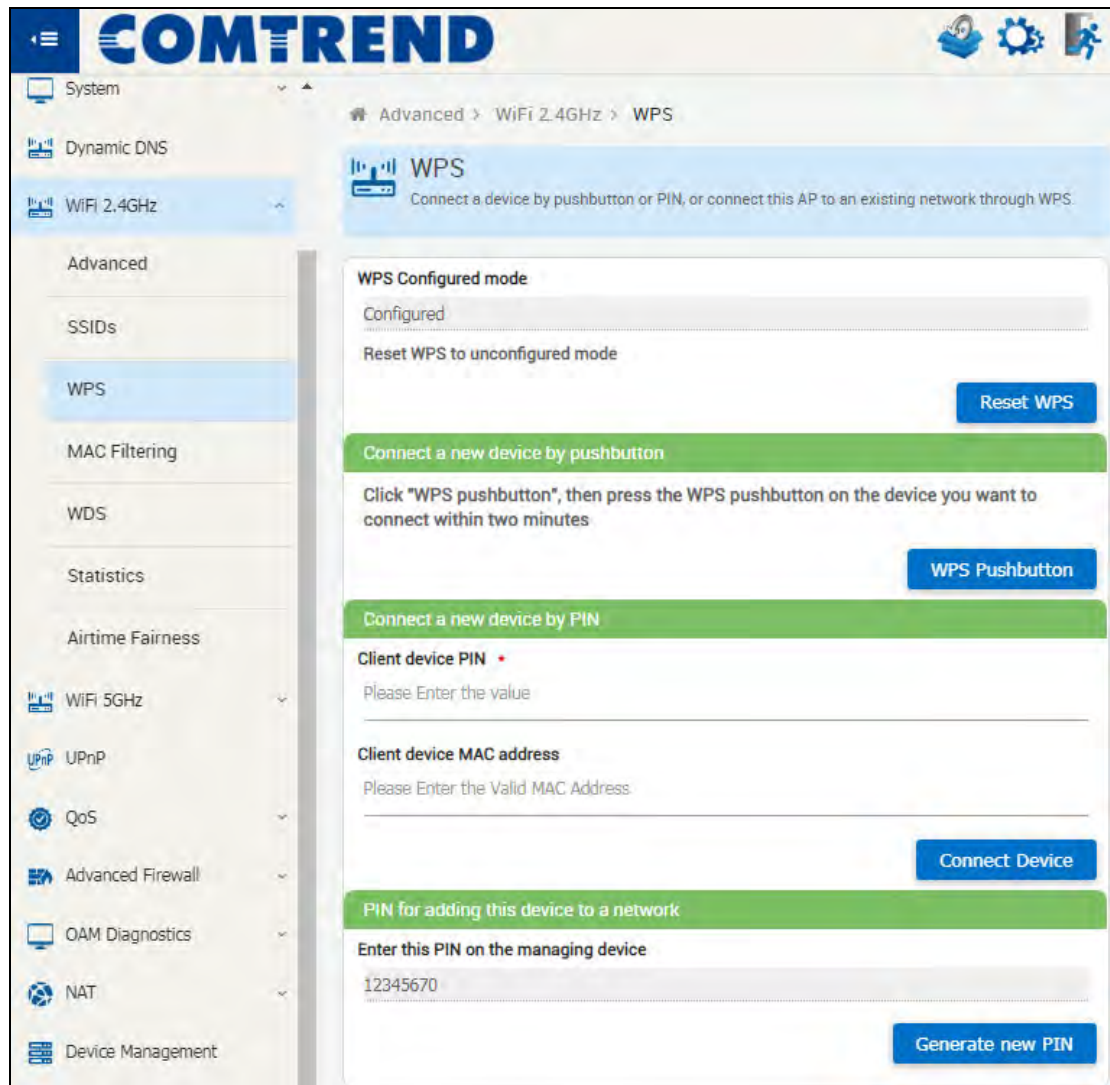 COMTREND
System
Dynamic DNS
WiFi 2.4GHz
Advanced
SSIDs
WPS
MAC Filtering
WDS
Statistics
Airtime Fairness
WiFi 5GHz
UPnP UPnP
QoS
Advanced Firewall
OAM Diagnostics
NAT
Device Management
Advanced > WiFi 2.4GHz > WPS
WPS
Connect a device by pushbutton or PIN, or connect this AP to an existing network through WPS.
WPS Configured mode
Configured
Reset WPS to unconfigured mode
Reset WPS
Connect a new device by pushbutton
Click "WPS pushbutton", then press the WPS pushbutton on the device you want to
connect within two minutes
WPS Pushbutton
Connect a new device by PIN
Client device PIN •
Please Enter the value
Client device MAC address
Please Enter the Valid MAC Address
Connect Device
PIN for adding this device to a network
Enter this PIN on the managing device
12345670
Generate new PIN